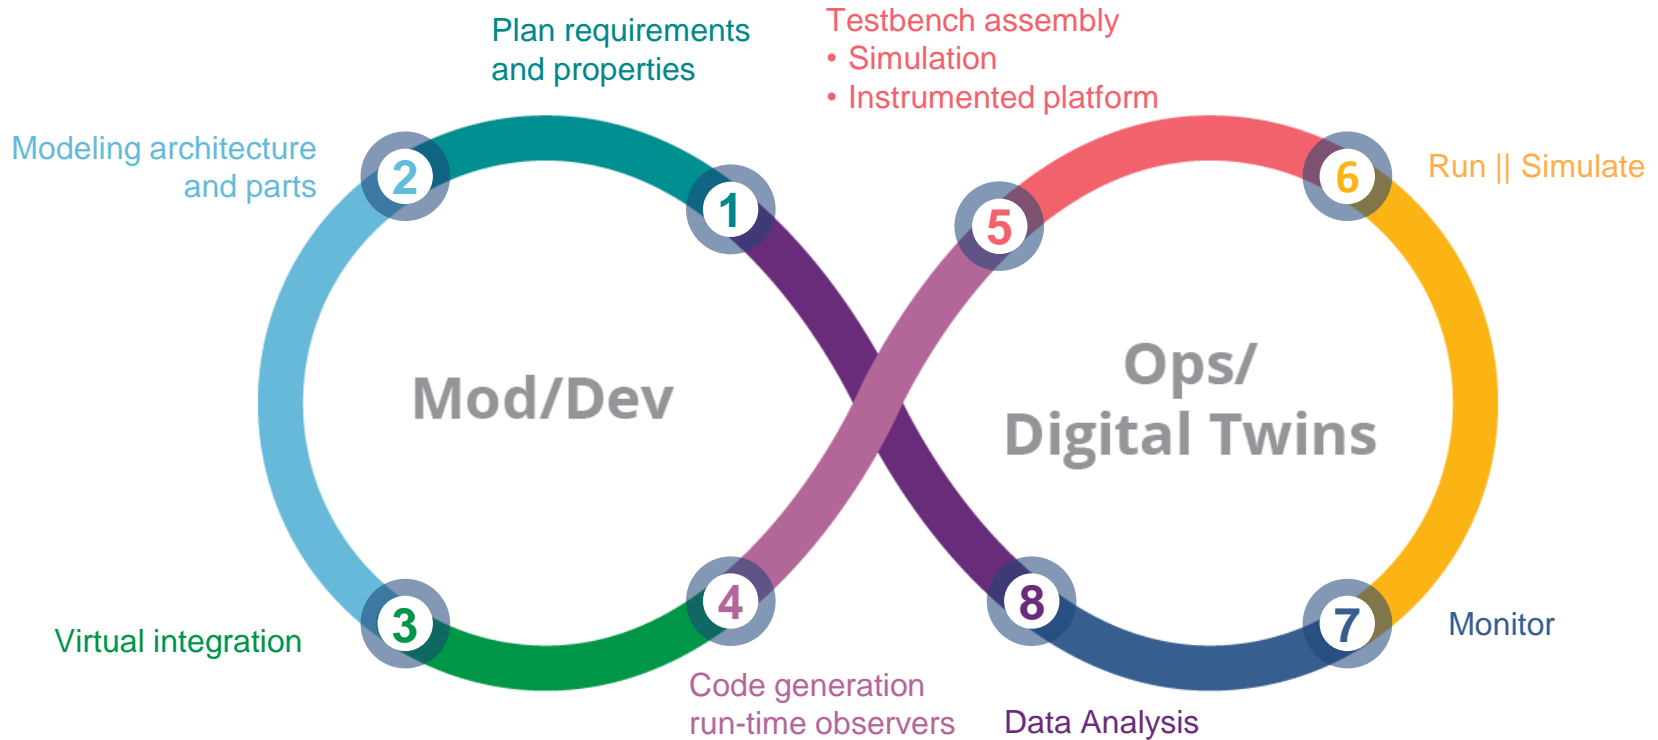 Plan requirements
and properties
Testbench assembly
• Simulation
• Instrumented platform
Modeling architecture
and parts
2
1
5
6
Run || Simulate
Mod/Dev
Ops/
Digital Twins
Virtual integration
3
4
8
7
Monitor
Code generation
run-time observers
Data Analysis